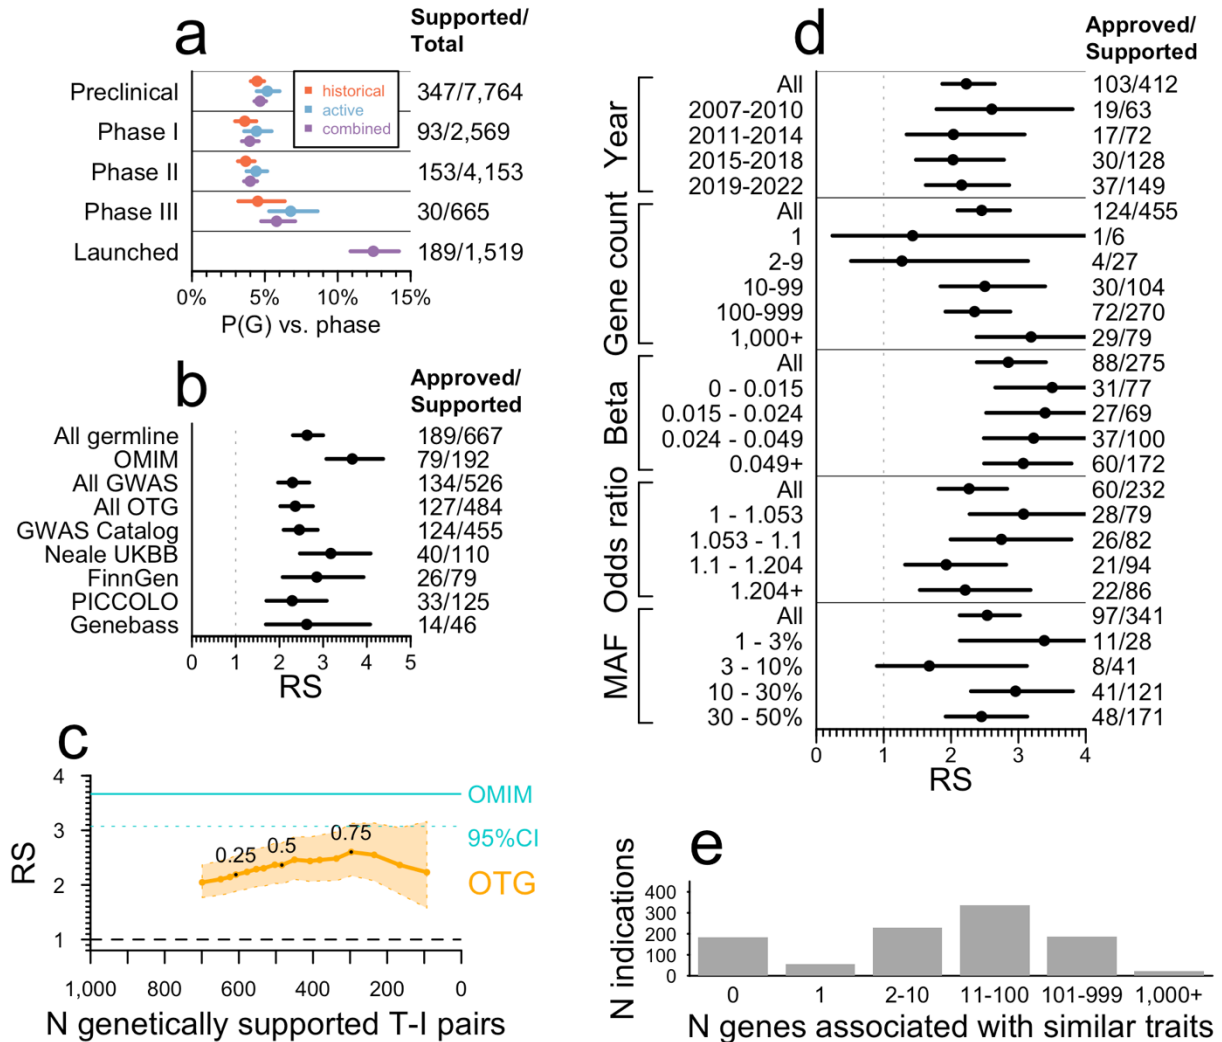 a
Supported/
Total
Preclinical 347/7,764
Phase I 93/2,569
Phase II 153/4,153
Phase III 30/665
Launched 189/1,519
historical
active
combined
0% 5% 10% 15%
P(G) vs. phase
b
Approved/
Supported
All germline 189/667
OMIM 79/192
All GWAS 134/526
All OTG 127/484
GWAS Catalog 124/455
Neale UKBB 40/110
FinnGen 26/79
PICCOLO 33/125
Genebass 14/46
0 1 2 3 4 5
RS
c
4
3
2
1
RS
OMIM
95%CI
OTG
0.25 0.5 0.75
1,000 800 600 400 200 0
N genetically supported T-I pairs
d
Approved/
Supported
Year
All 103/412
2007-2010 19/63
2011-2014 17/72
2015-2018 30/128
2019-2022 37/149
Gene count
All 124/455
1 1/6
2-9 4/27
10-99 30/104
100-999 72/270
1,000+ 29/79
Beta
All 88/275
0 - 0.015 31/77
0.015 - 0.024 27/69
0.024 - 0.049 37/100
0.049+ 60/172
Odds ratio
All 60/232
1 - 1.053 28/79
1.053 - 1.1 26/82
1.1 - 1.204 21/94
1.204+ 22/86
MAF
All 97/341
1 - 3% 11/28
3 - 10% 8/41
10 - 30% 41/121
30 - 50% 48/171
0 1 2 3 4
RS
e
N indications
400
300
200
100
0
0 1 2-10 11-100 101-999 1,000+
N genes associated with similar traits